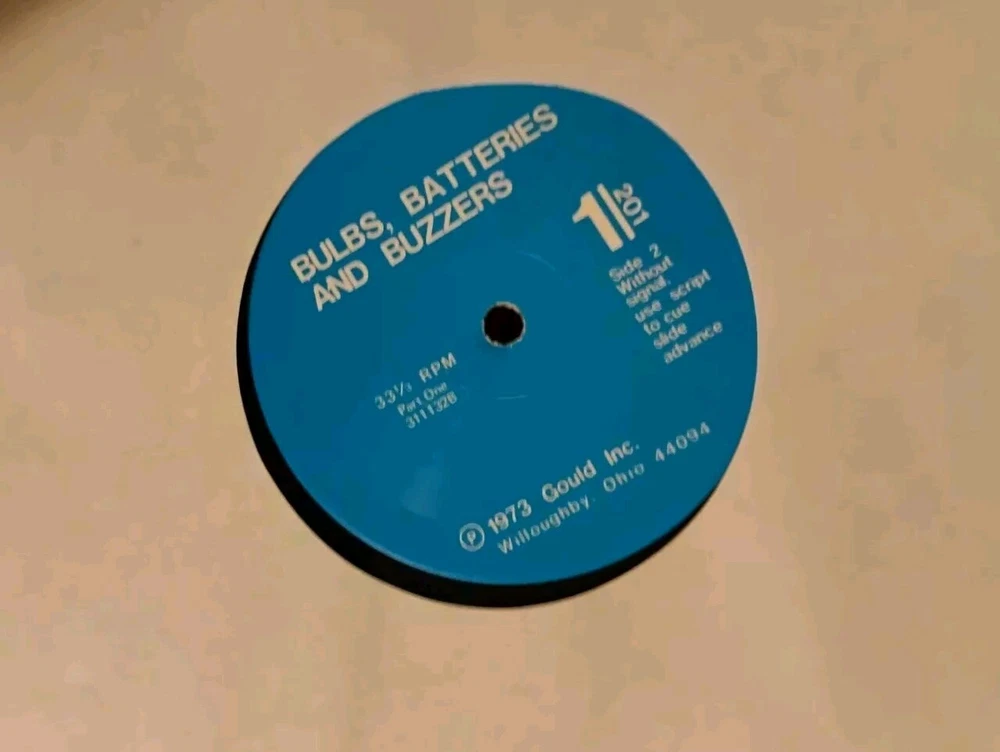 BULBS, BATTERIES
AND BUZZERS
1|201
Side 2
Without
signal,
use script
to cue
slide
advance
33⅓ RPM
Part One
311132B
Ⓟ 1973 Gould Inc.
Willoughby, Ohio 44094